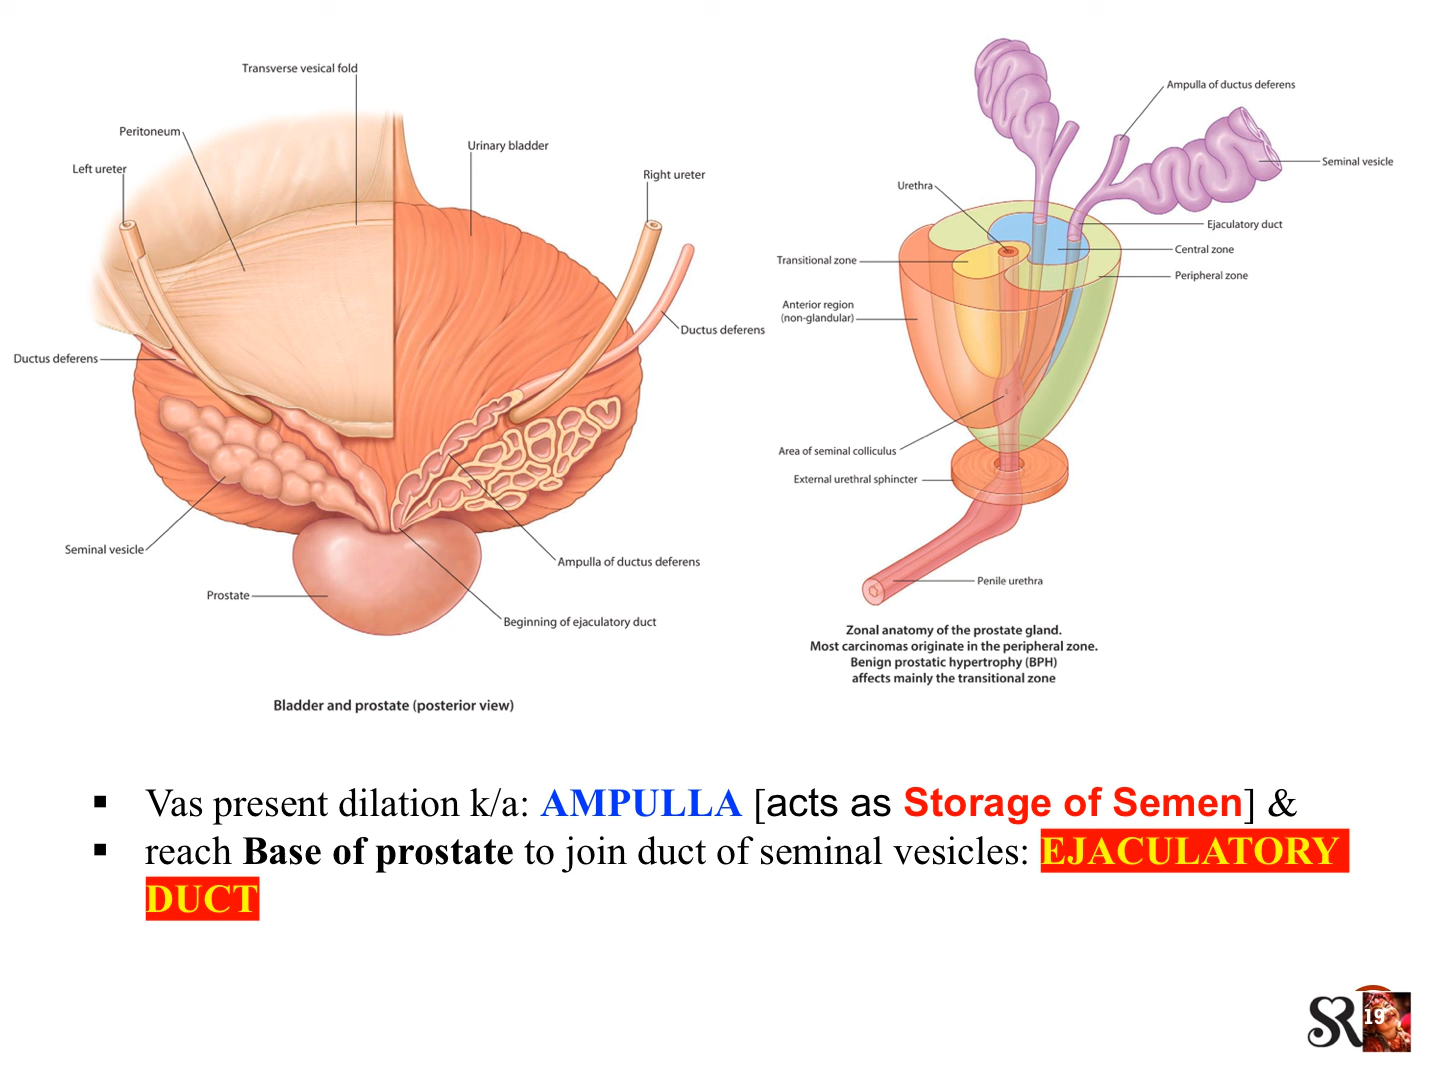 Transverse vesical fold
Peritoneum
Left ureter
Urinary bladder
Right ureter
Ductus deferens
Ductus deferens
Seminal vesicle
Prostate
Ampulla of ductus deferens
Beginning of ejaculatory duct
Bladder and prostate (posterior view)
Ampulla of ductus deferens
Seminal vesicle
Urethra
Ejaculatory duct
Central zone
Transitional zone
Peripheral zone
Anterior region
(non-glandular)
Area of seminal colliculus
External urethral sphincter
Penile urethra
Zonal anatomy of the prostate gland.
Most carcinomas originate in the peripheral zone.
Benign prostatic hypertrophy (BPH)
affects mainly the transitional zone
▪ Vas present dilation k/a: AMPULLA [acts as Storage of Semen] &
▪ reach Base of prostate to join duct of seminal vesicles: EJACULATORY
DUCT
SR
19